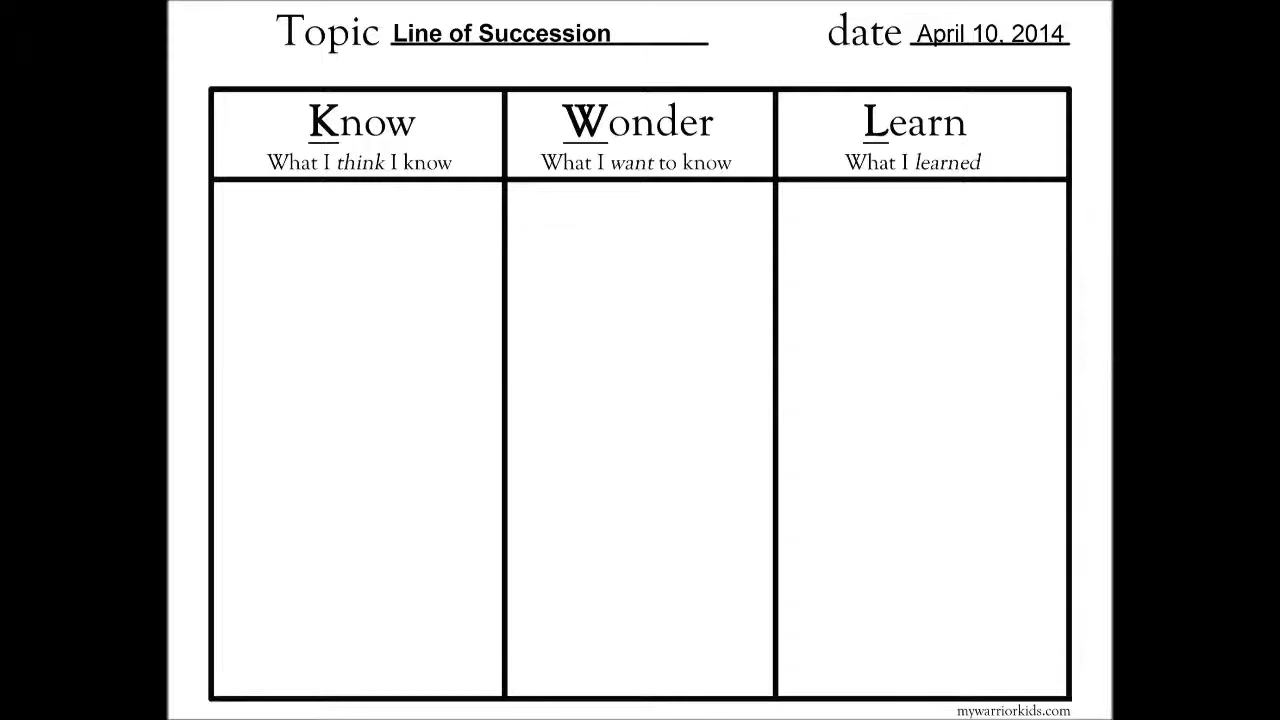 Topic Line of Succession date April 10, 2014
Know Wonder Learn
What I think I know What I want to know What I learned
mywarriorkids.com